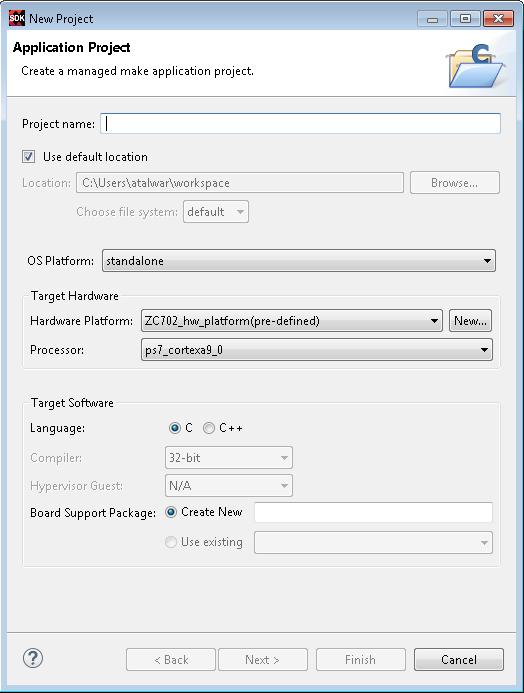 SDK New Project
Application Project
Create a managed make application project.
C
Project name:
Use default location
Location: C:\Users\atalwar\workspace Browse...
Choose file system: default
OS Platform: standalone
Target Hardware
Hardware Platform: ZC702_hw_platform(pre-defined) New...
Processor: ps7_cortexa9_0
Target Software
Language: C C++
Compiler: 32-bit
Hypervisor Guest: N/A
Board Support Package: Create New
Use existing
? < Back Next > Finish Cancel